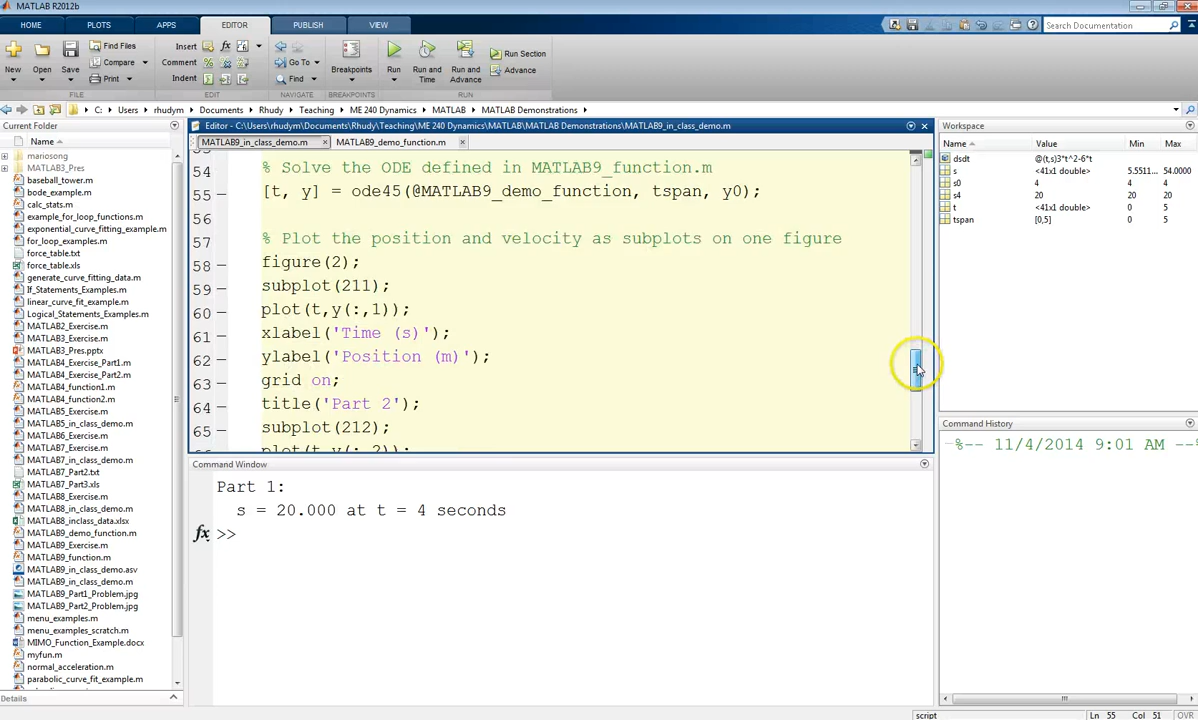 MATLAB R2012b
HOME PLOTS APPS EDITOR PUBLISH VIEW
Search Documentation
New Open Save Find Files Compare Print
Insert Comment Indent fx
Go To Find
Breakpoints Run Run and Time Run and Advance Run Section Advance
FILE EDIT NAVIGATE BREAKPOINTS RUN
C: Users rhudym Documents Rhudy Teaching ME 240 Dynamics MATLAB MATLAB Demonstrations
Current Folder
Name
mariosong
MATLAB3_Pres
baseball_tower.m
bode_example.m
calc_stats.m
example_for_loop_functions.m
exponential_curve_fitting_example.m
for_loop_examples.m
force_table.txt
force_table.xls
generate_curve_fitting_data.m
If_Statements_Examples.m
linear_curve_fit_example.m
Logical_Statements_Examples.m
MATLAB2_Exercise.m
MATLAB3_Exercise.m
MATLAB3_Pres.pptx
MATLAB4_Exercise_Part1.m
MATLAB4_Exercise_Part2.m
MATLAB4_function1.m
MATLAB4_function2.m
MATLAB5_Exercise.m
MATLAB5_in_class_demo.m
MATLAB6_Exercise.m
MATLAB7_Exercise.m
MATLAB7_in_class_demo.m
MATLAB7_Part2.txt
MATLAB7_Part3.xls
MATLAB8_Exercise.m
MATLAB8_in_class_demo.m
MATLAB8_inclass_data.xlsx
MATLAB9_demo_function.m
MATLAB9_Exercise.m
MATLAB9_function.m
MATLAB9_in_class_demo.asv
MATLAB9_in_class_demo.m
MATLAB9_Part1_Problem.jpg
MATLAB9_Part2_Problem.jpg
menu_examples.m
menu_examples_scratch.m
MIMO_Function_Example.docx
myfun.m
normal_acceleration.m
parabolic_curve_fit_example.m
Details
Editor - C:\Users\rhudym\Documents\Rhudy\Teaching\ME 240 Dynamics\MATLAB\MATLAB Demonstrations\MATLAB9_in_class_demo.m
MATLAB9_in_class_demo.m MATLAB9_demo_function.m
54 % Solve the ODE defined in MATLAB9_function.m
55 [t, y] = ode45(@MATLAB9_demo_function, tspan, y0);
56
57 % Plot the position and velocity as subplots on one figure
58 figure(2);
59 subplot(211);
60 plot(t,y(:,1));
61 xlabel('Time (s)');
62 ylabel('Position (m)');
63 grid on;
64 title('Part 2');
65 subplot(212);
plot(t,y(:,2));
Command Window
Part 1:
s = 20.000 at t = 4 seconds
fx >>
Workspace
Name Value Min Max
dsdt @(t,s)3*t^2-6*t
s <41x1 double> 5.5511... 54.0000
s0 4 4 4
s4 20 20 20
t <41x1 double> 0 5
tspan [0,5] 0 5
Command History
%-- 11/4/2014 9:01 AM --%
script Ln 55 Col 51 OVR